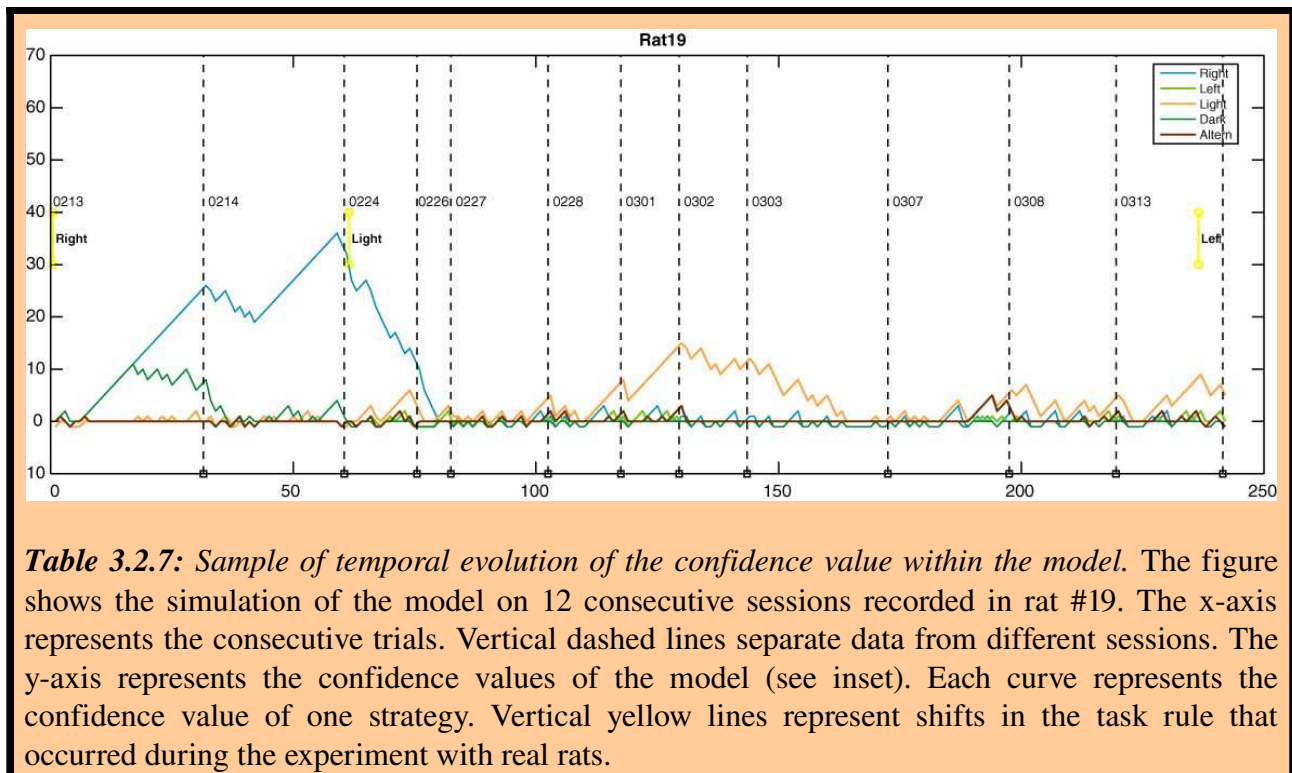 Rat19
70
60
50
40
30
20
10
0
10
Right
Left
Light
Dark
Altern
0213
0214
0224
0226
0227
0228
0301
0302
0303
0307
0308
0313
Right
Light
Left
0
50
100
150
200
250
Table 3.2.7: Sample of temporal evolution of the confidence value within the model. The figure
shows the simulation of the model on 12 consecutive sessions recorded in rat #19. The x-axis
represents the consecutive trials. Vertical dashed lines separate data from different sessions. The
y-axis represents the confidence values of the model (see inset). Each curve represents the
confidence value of one strategy. Vertical yellow lines represent shifts in the task rule that
occurred during the experiment with real rats.